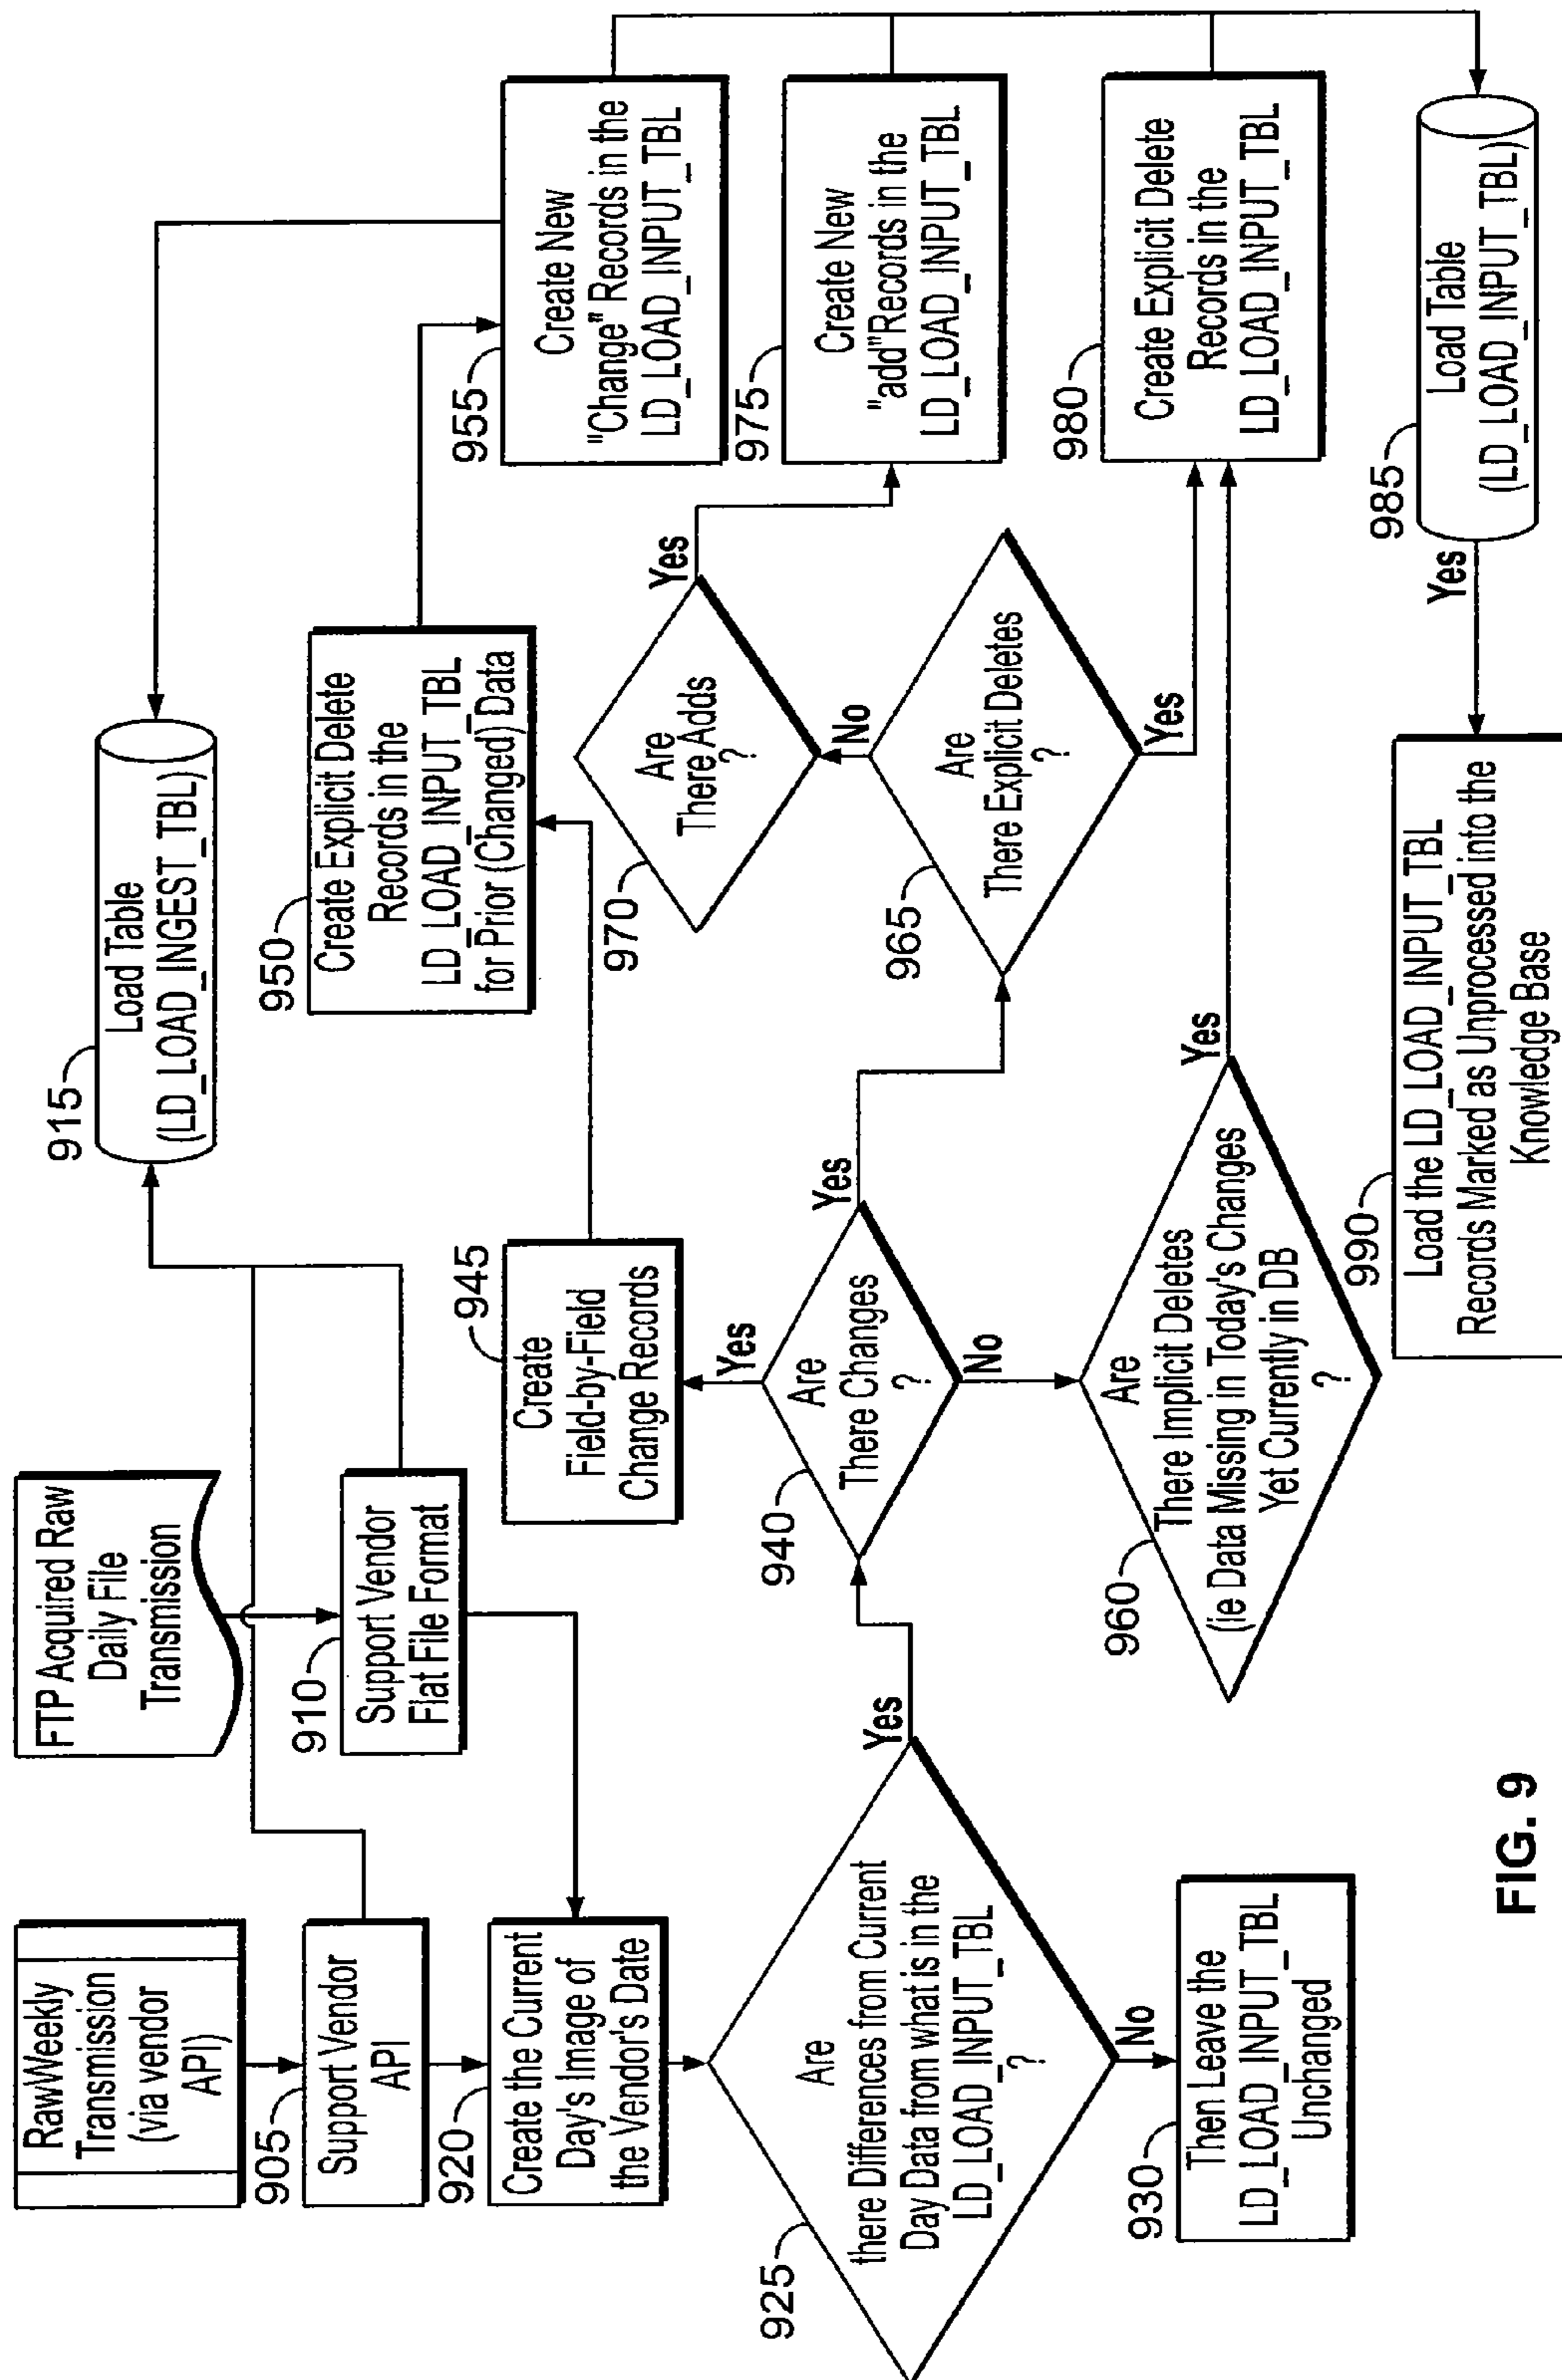 RawWeekly
Transmission
(via vendor
API)
FTP Acquired Raw
Daily File
Transmission
905
Support Vendor
API
910
Support Vendor
Flat File Format
915
Load Table
(LD_LOAD_INGEST_TBL)
920
Create the Current
Day's Image of
the Vendor's Date
925
Are
there Differences from Current
Day Data from what is in the
LD_LOAD_INPUT_TBL
?
Yes
No
930
Then Leave the
LD_LOAD_INPUT_TBL
Unchanged
940
Are
There Changes
?
Yes
Yes
No
945
Create
Field-by-Field
Change Records
950
Create Explicit Delete
Records in the
LD_LOAD_INPUT_TBL
for Prior (Changed) Data
955
Create New
"Change" Records in the
LD_LOAD_INPUT_TBL
960
Are
There Implicit Deletes
(ie Data Missing in Today's Changes
Yet Currently in DB
?
Yes
965
Are
There Explicit Deletes
?
No
Yes
970
Are
There Adds
?
Yes
975
Create New
"add"Records in the
LD_LOAD_INPUT_TBL
980
Create Explicit Delete
Records in the
LD_LOAD_INPUT_TBL
985
Load Table
(LD_LOAD_INPUT_TBL)
Yes
990
Load the LD_LOAD_INPUT_TBL
Records Marked as Unprocessed into the
Knowledge Base
FIG. 9